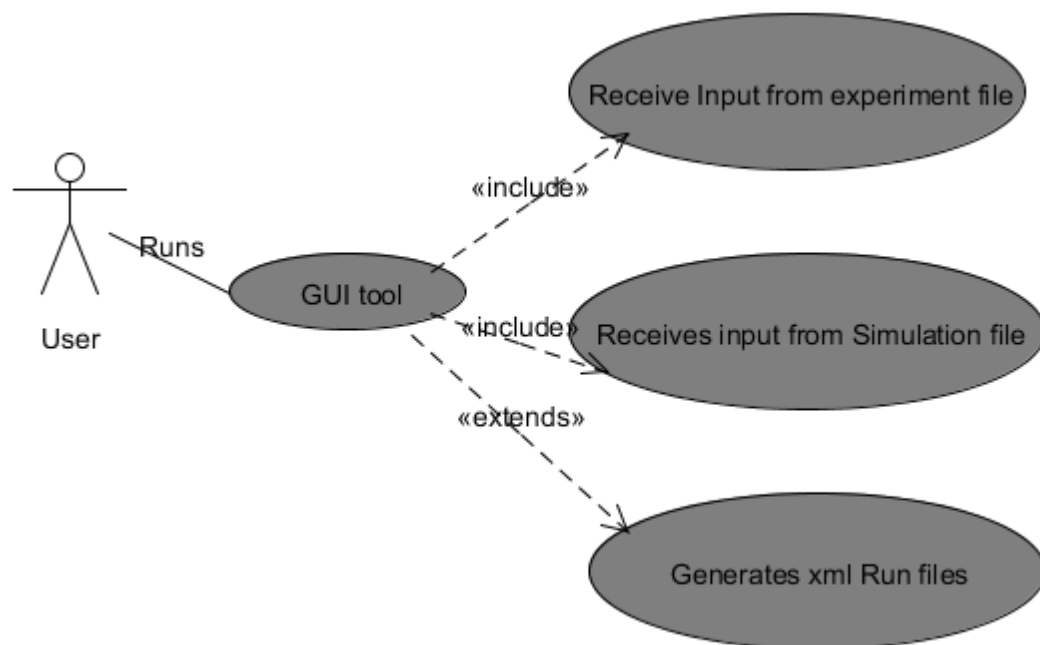 Receive Input from experiment file
«include»
Runs
GUI tool
User
«include»
Receives input from Simulation file
«extends»
Generates xml Run files